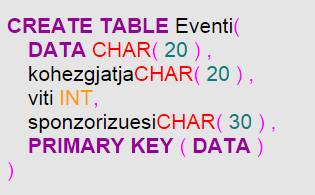 CREATE TABLE Eventi(
DATA CHAR( 20 ) ,
kohezgjatjaCHAR( 20 ) ,
viti INT,
sponzorizuesiCHAR( 30 ) ,
PRIMARY KEY ( DATA )
)